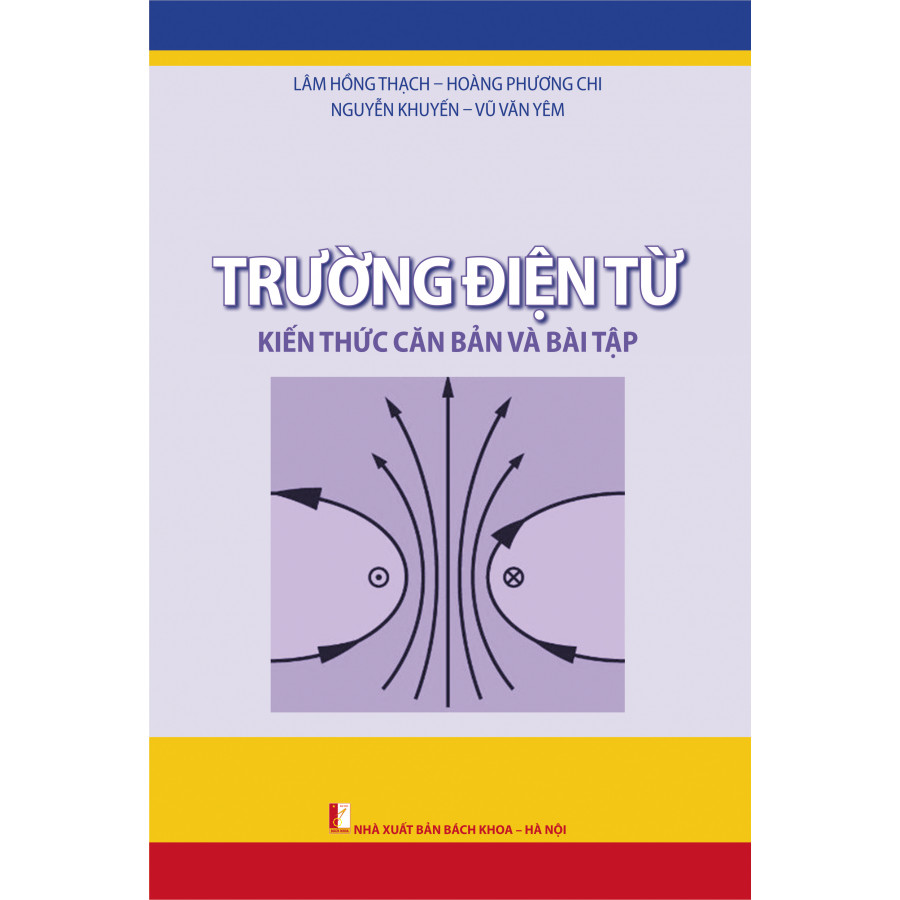 LÂM HỒNG THẠCH – HOÀNG PHƯƠNG CHI
NGUYỄN KHUYẾN – VŨ VĂN YÊM
TRƯỜNG ĐIỆN TỪ
KIẾN THỨC CĂN BẢN VÀ BÀI TẬP
NHÀ XUẤT BẢN BÁCH KHOA – HÀ NỘI